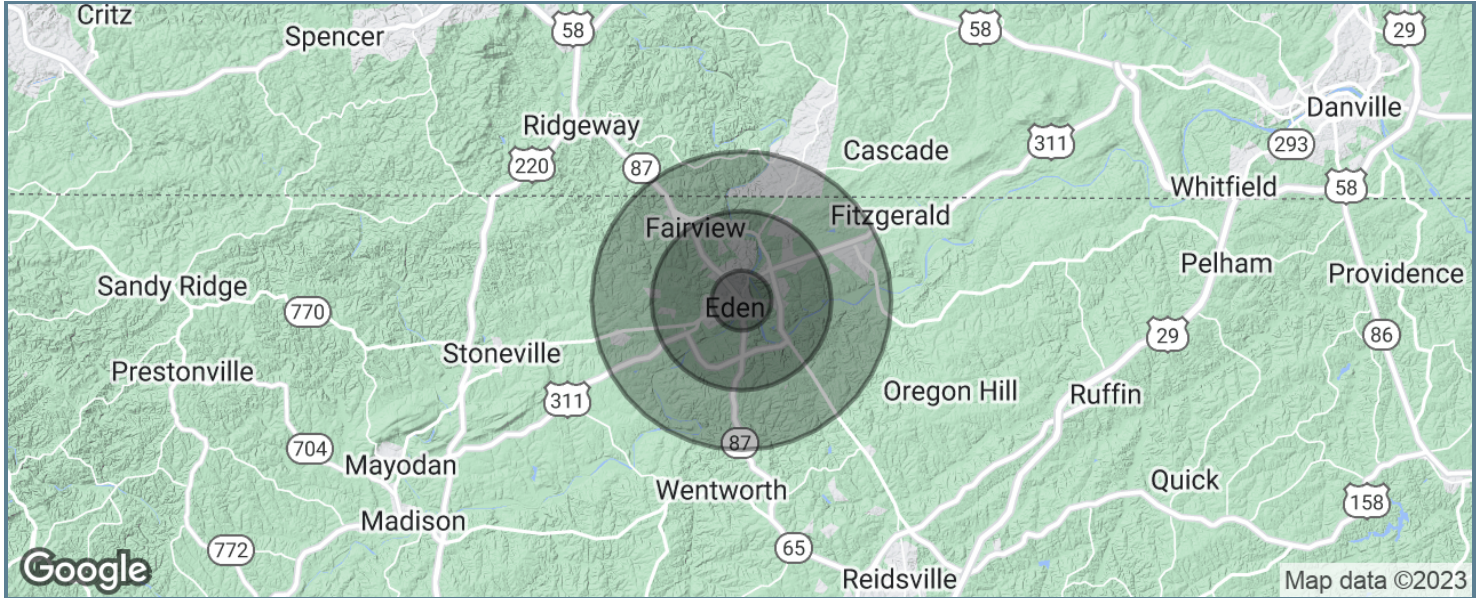 Critz
Spencer
58
58
29
Danville
Ridgeway
293
311
Cascade
220
87
Whitfield
58
Fitzgerald
Fairview
Pelham
Providence
Sandy Ridge
770
Eden
29
86
Stoneville
Prestonville
311
Oregon Hill
Ruffin
704
87
Mayodan
Quick
Wentworth
158
Madison
772
65
Google
Reidsville
Map data ©2023